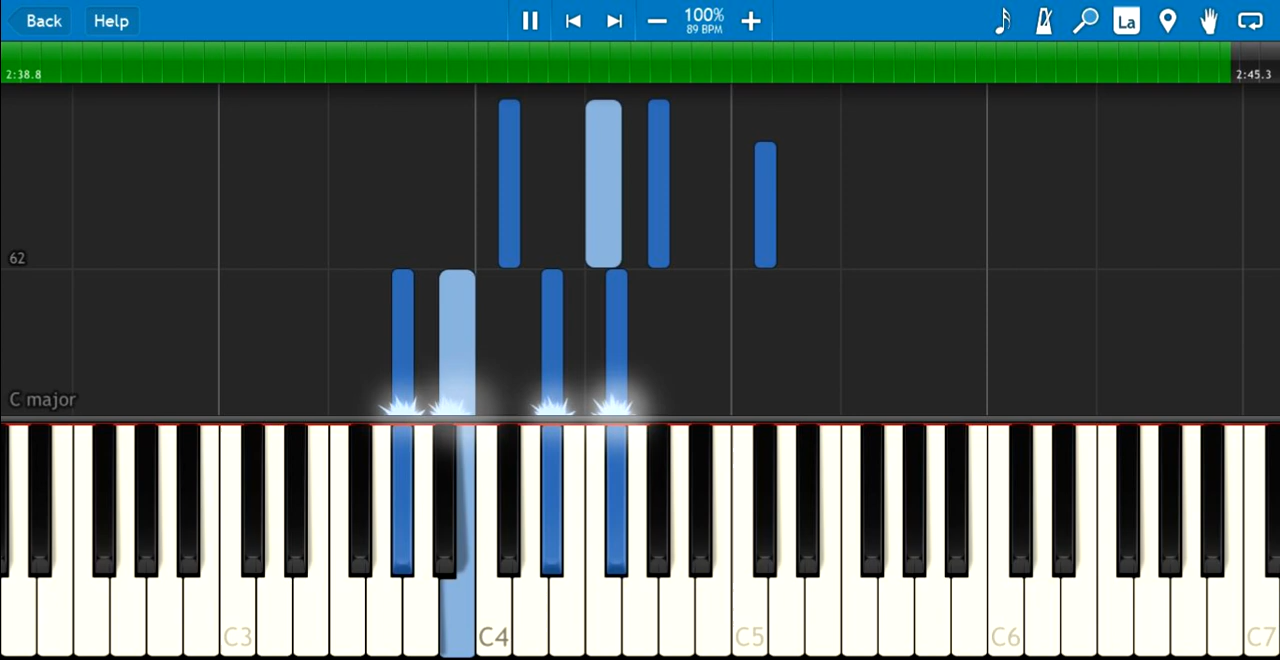 Back
Help
100%
89 BPM
La
2:38.8
2:45.3
62
C major
C3
C4
C5
C6
C7